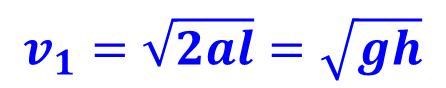 v₁ = √2al = √gh